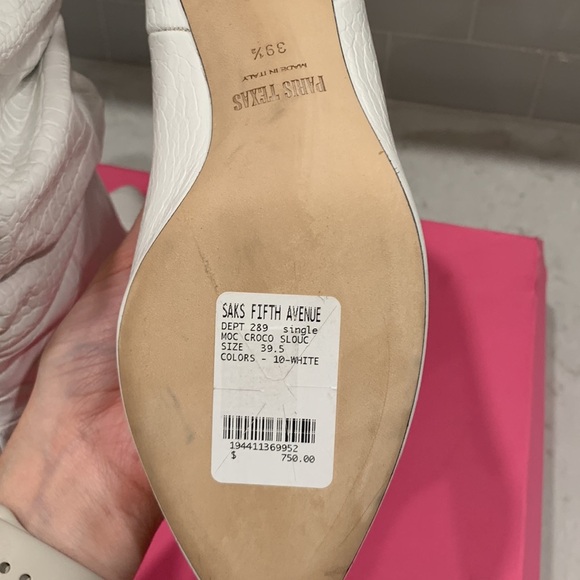 39½
MADE IN ITALY
PARIS TEXAS
SAKS FIFTH AVENUE
DEPT 289 single
MOC CROCO SLOUC
SIZE 39.5
COLORS - 10-WHITE
194411369952
$ 750.00